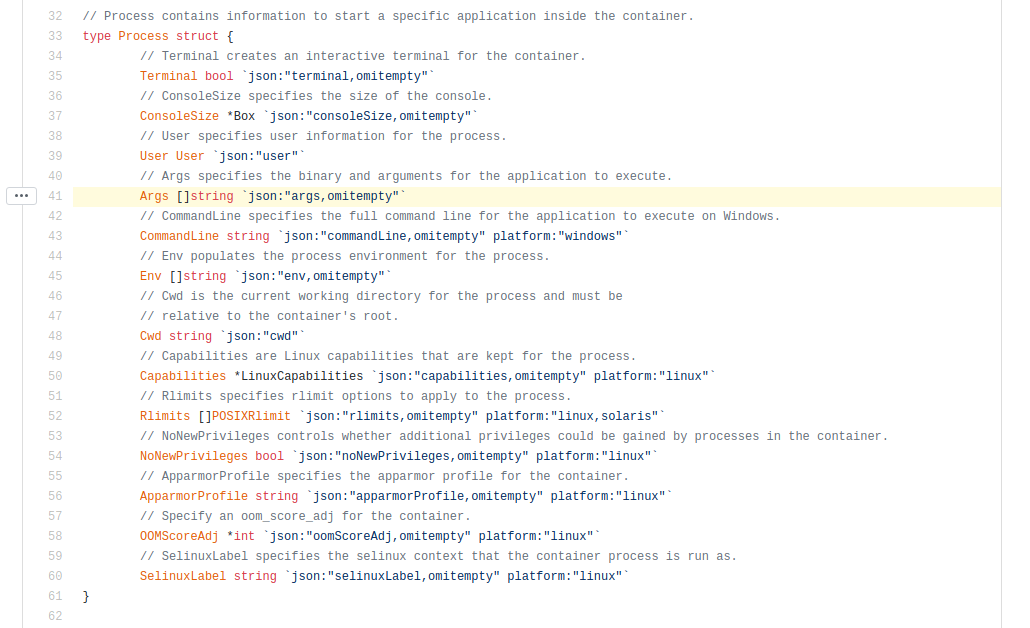 32 // Process contains information to start a specific application inside the container.
33 type Process struct {
34 // Terminal creates an interactive terminal for the container.
35 Terminal bool `json:"terminal,omitempty"`
36 // ConsoleSize specifies the size of the console.
37 ConsoleSize *Box `json:"consoleSize,omitempty"`
38 // User specifies user information for the process.
39 User User `json:"user"`
40 // Args specifies the binary and arguments for the application to execute.
41 Args []string `json:"args,omitempty"`
42 // CommandLine specifies the full command line for the application to execute on Windows.
43 CommandLine string `json:"commandLine,omitempty" platform:"windows"`
44 // Env populates the process environment for the process.
45 Env []string `json:"env,omitempty"`
46 // Cwd is the current working directory for the process and must be
47 // relative to the container's root.
48 Cwd string `json:"cwd"`
49 // Capabilities are Linux capabilities that are kept for the process.
50 Capabilities *LinuxCapabilities `json:"capabilities,omitempty" platform:"linux"`
51 // Rlimits specifies rlimit options to apply to the process.
52 Rlimits []POSIXRlimit `json:"rlimits,omitempty" platform:"linux,solaris"`
53 // NoNewPrivileges controls whether additional privileges could be gained by processes in the container.
54 NoNewPrivileges bool `json:"noNewPrivileges,omitempty" platform:"linux"`
55 // ApparmorProfile specifies the apparmor profile for the container.
56 ApparmorProfile string `json:"apparmorProfile,omitempty" platform:"linux"`
57 // Specify an oom_score_adj for the container.
58 OOMScoreAdj *int `json:"oomScoreAdj,omitempty" platform:"linux"`
59 // SelinuxLabel specifies the selinux context that the container process is run as.
60 SelinuxLabel string `json:"selinuxLabel,omitempty" platform:"linux"`
61 }
62